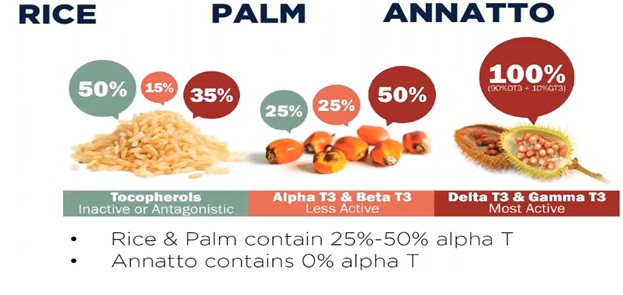 RICE PALM ANNATTO
50% 15% 35% 25% 25% 50% 100%
(90%DT3 + 10%GT3)
Tocopherols Alpha T3 & Beta T3 Delta T3 & Gamma T3
Inactive or Antagonistic Less Active Most Active
• Rice & Palm contain 25%-50% alpha T
• Annatto contains 0% alpha T